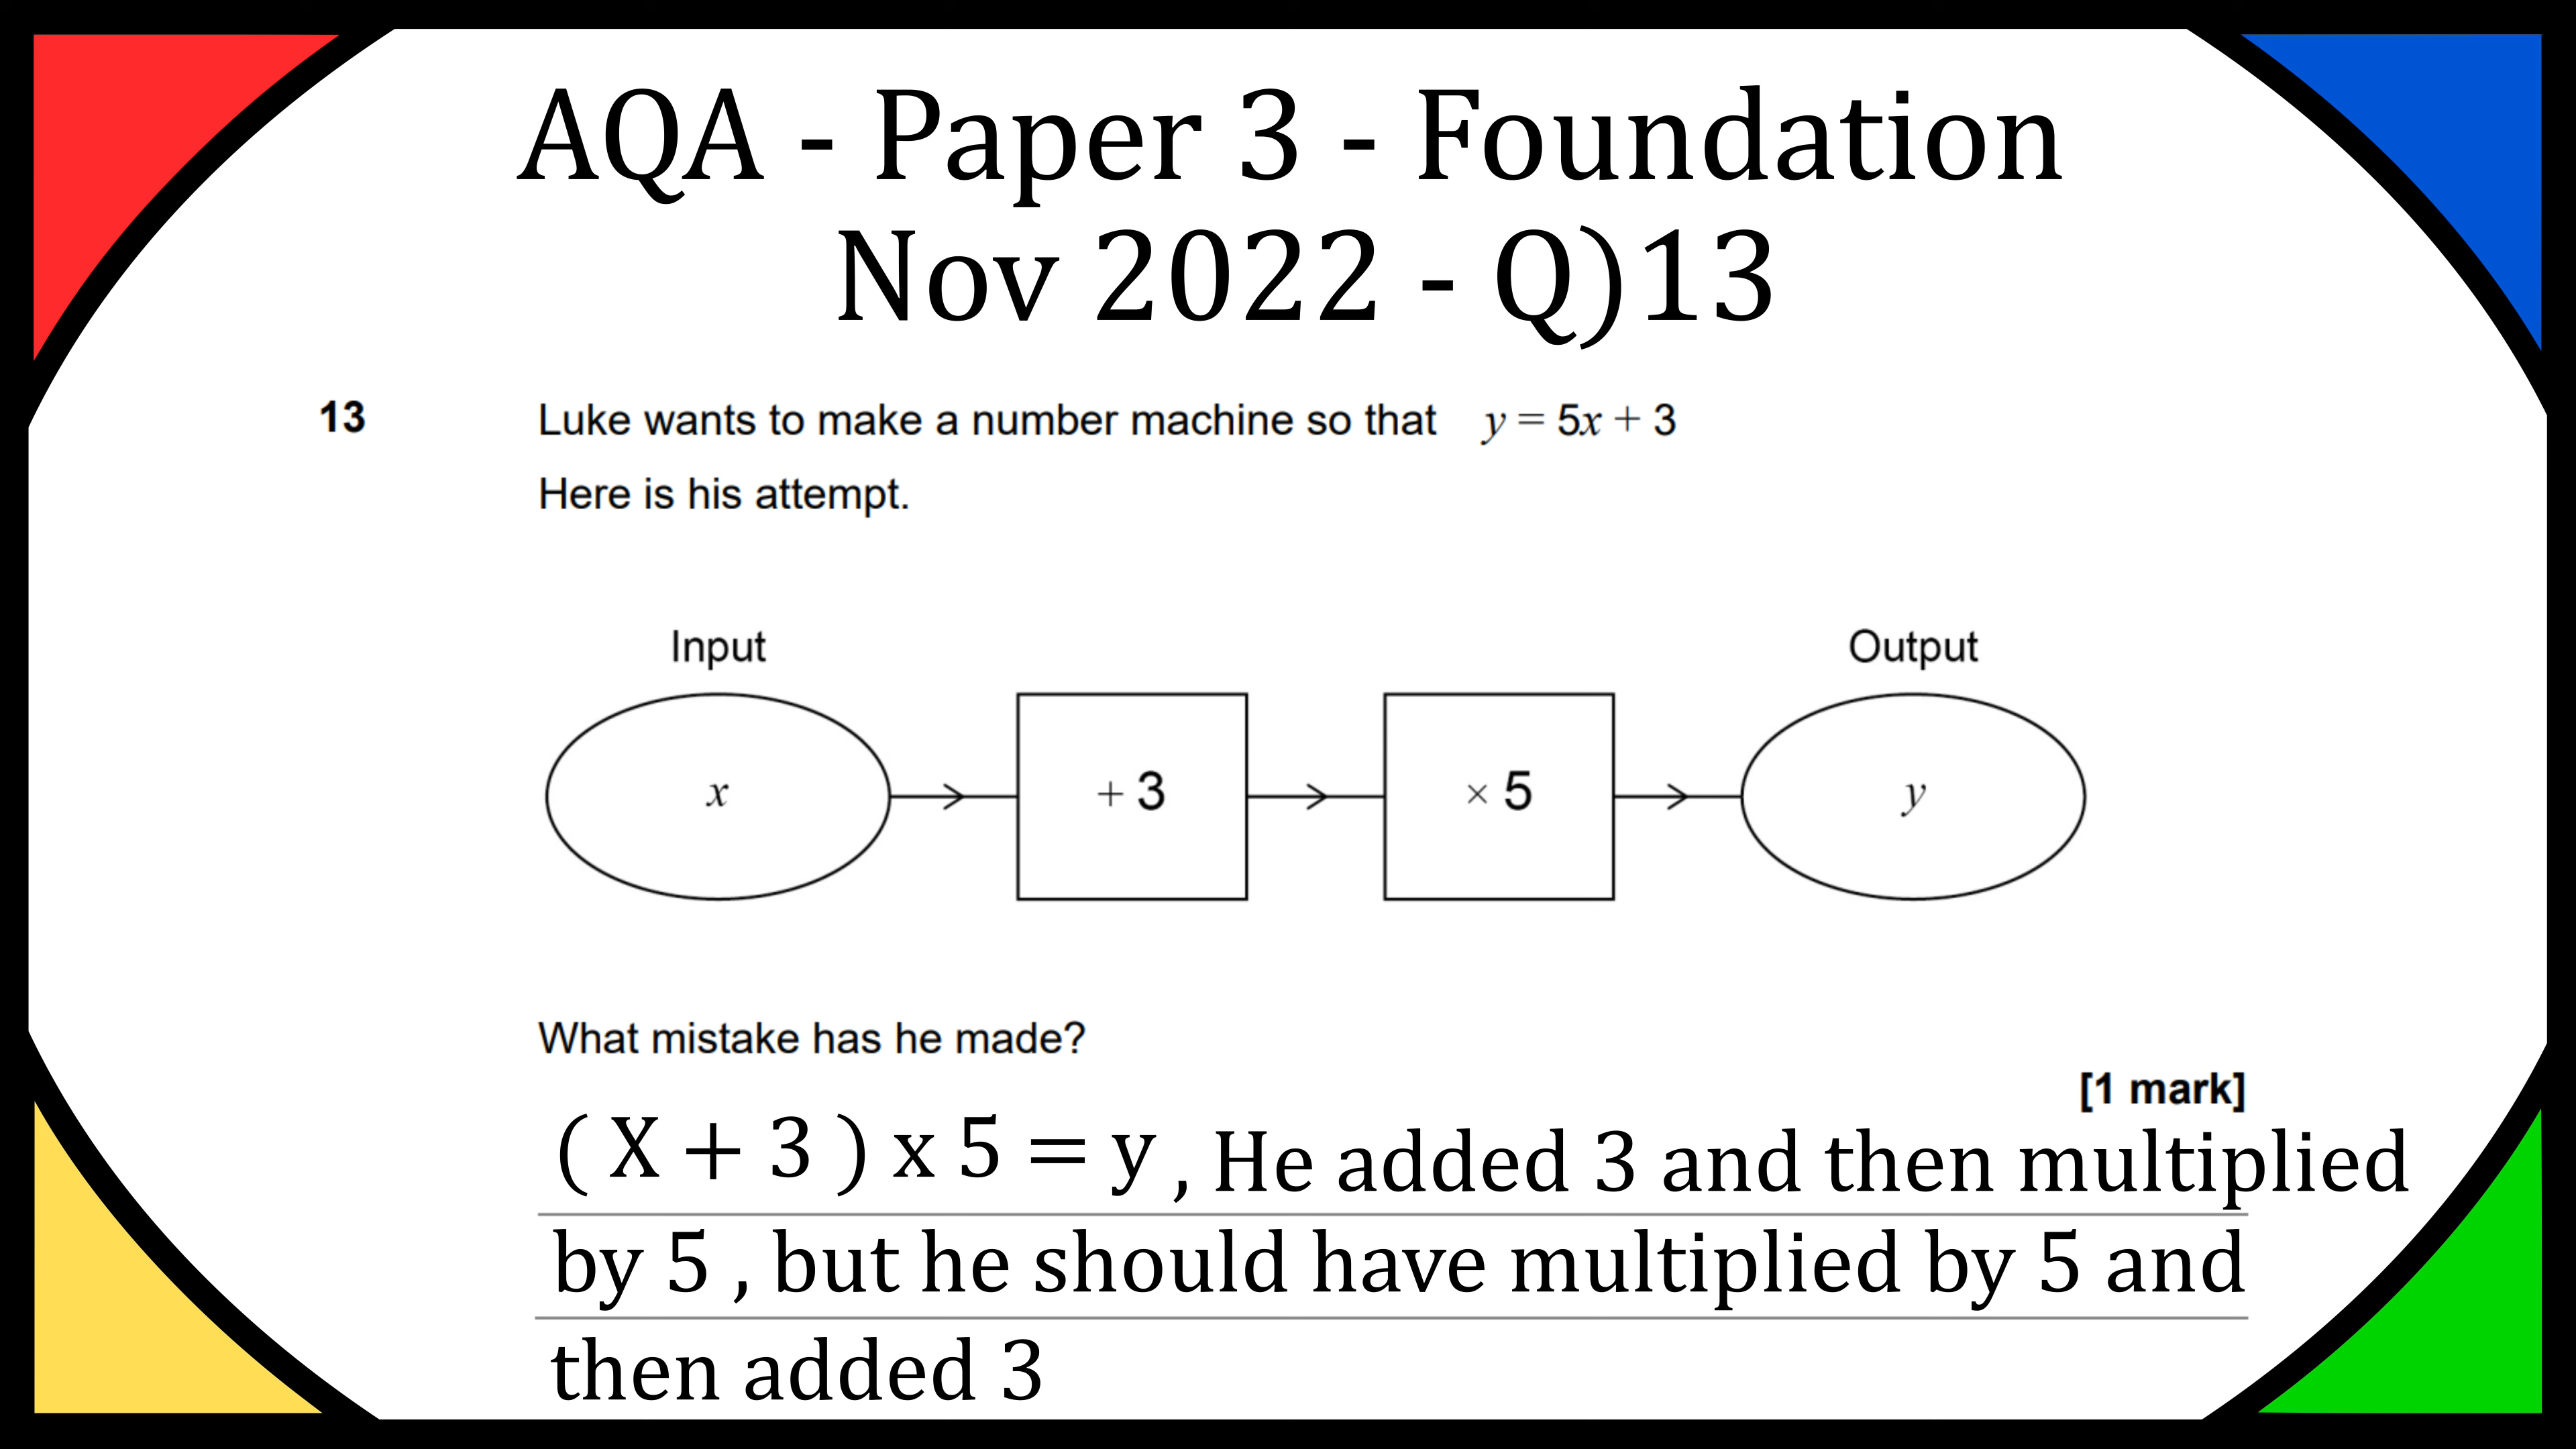 AQA - Paper 3 - Foundation
Nov 2022 - Q)13
13 Luke wants to make a number machine so that y = 5x + 3
Here is his attempt.
Input Output
x + 3 × 5 y
What mistake has he made?
[1 mark]
( X + 3 ) x 5 = y , He added 3 and then multiplied
by 5 , but he should have multiplied by 5 and
then added 3